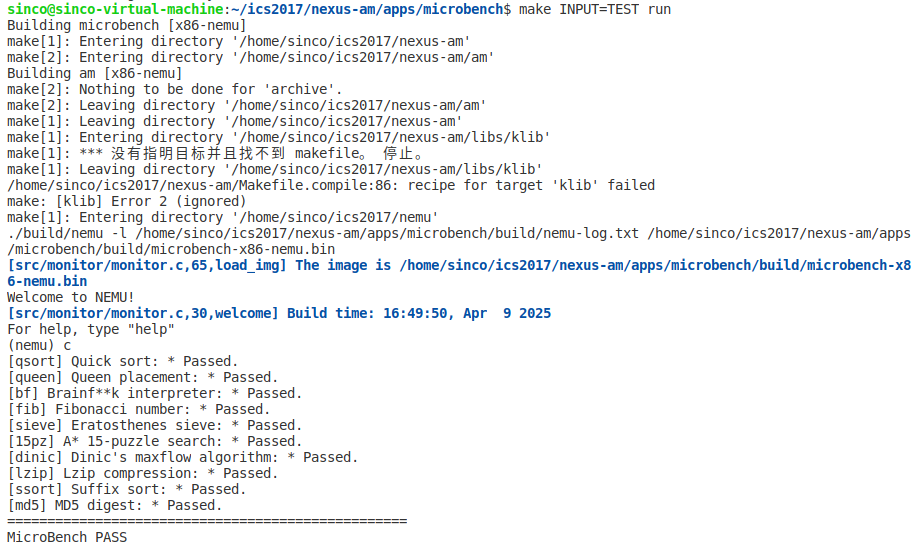 sinco@sinco-virtual-machine:~/ics2017/nexus-am/apps/microbench$ make INPUT=TEST run
Building microbench [x86-nemu]
make[1]: Entering directory '/home/sinco/ics2017/nexus-am'
make[2]: Entering directory '/home/sinco/ics2017/nexus-am/am'
Building am [x86-nemu]
make[2]: Nothing to be done for 'archive'.
make[2]: Leaving directory '/home/sinco/ics2017/nexus-am/am'
make[1]: Leaving directory '/home/sinco/ics2017/nexus-am'
make[1]: Entering directory '/home/sinco/ics2017/nexus-am/libs/klib'
make[1]: *** 没有指明目标并且找不到 makefile。 停止。
make[1]: Leaving directory '/home/sinco/ics2017/nexus-am/libs/klib'
/home/sinco/ics2017/nexus-am/Makefile.compile:86: recipe for target 'klib' failed
make: [klib] Error 2 (ignored)
make[1]: Entering directory '/home/sinco/ics2017/nemu'
./build/nemu -l /home/sinco/ics2017/nexus-am/apps/microbench/build/nemu-log.txt /home/sinco/ics2017/nexus-am/apps
/microbench/build/microbench-x86-nemu.bin
[src/monitor/monitor.c,65,load_img] The image is /home/sinco/ics2017/nexus-am/apps/microbench/build/microbench-x8
6-nemu.bin
Welcome to NEMU!
[src/monitor/monitor.c,30,welcome] Build time: 16:49:50, Apr  9 2025
For help, type "help"
(nemu) c
[qsort] Quick sort: * Passed.
[queen] Queen placement: * Passed.
[bf] Brainf**k interpreter: * Passed.
[fib] Fibonacci number: * Passed.
[sieve] Eratosthenes sieve: * Passed.
[15pz] A* 15-puzzle search: * Passed.
[dinic] Dinic's maxflow algorithm: * Passed.
[lzip] Lzip compression: * Passed.
[ssort] Suffix sort: * Passed.
[md5] MD5 digest: * Passed.
==================================================
MicroBench PASS